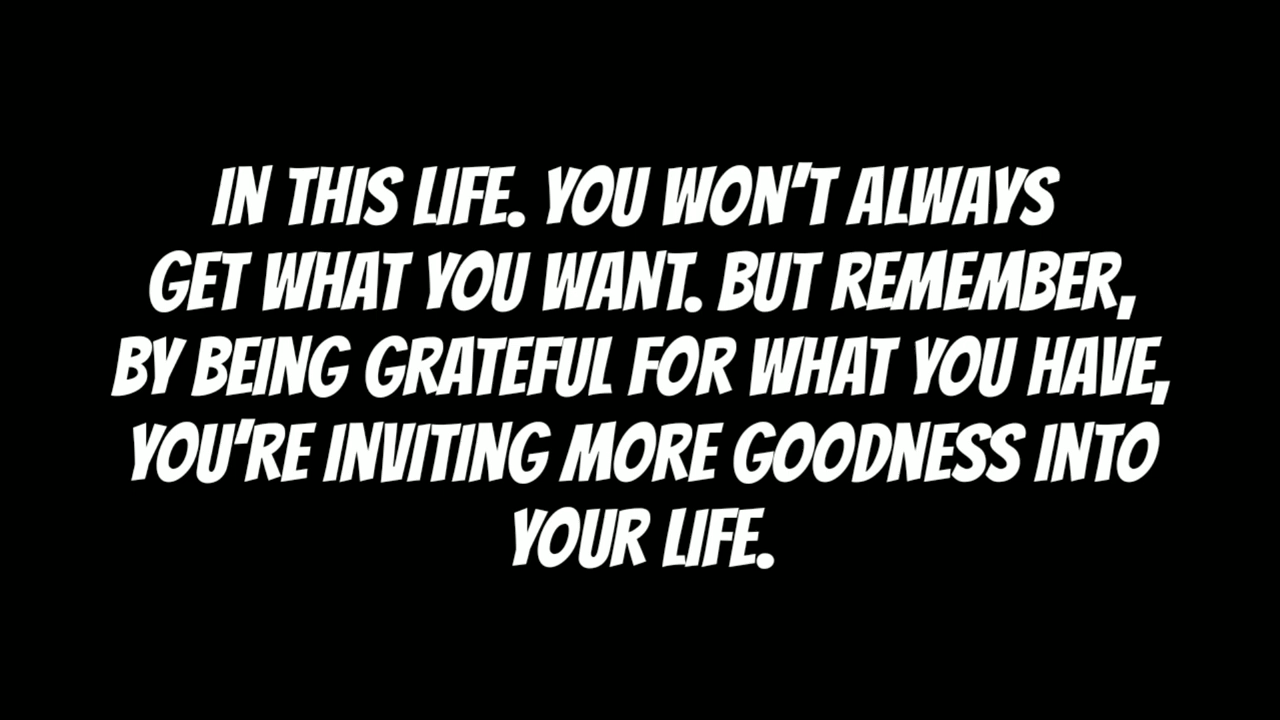 IN THIS LIFE. YOU WON'T ALWAYS
GET WHAT YOU WANT. BUT REMEMBER,
BY BEING GRATEFUL FOR WHAT YOU HAVE,
YOU'RE INVITING MORE GOODNESS INTO
YOUR LIFE.